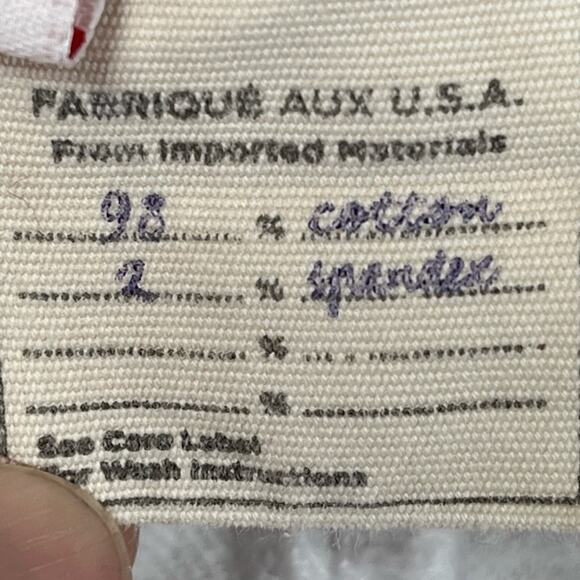 FABRIQUÉ AUX U.S.A.
From Imported Materials
98 % cotton
2 % spandex
%
%
See Care Label
For Wash Instructions